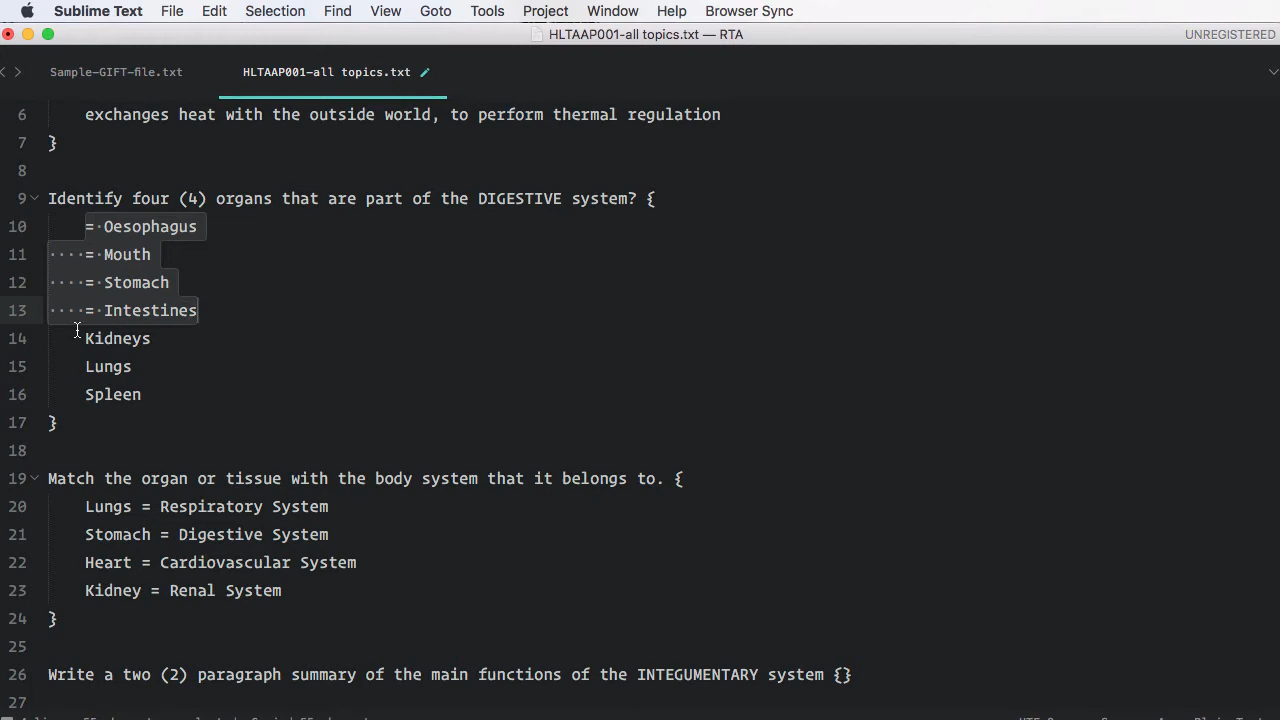 Sublime Text File Edit Selection Find View Goto Tools Project Window Help Browser Sync
HLTAAP001-all topics.txt — RTA
UNREGISTERED
Sample-GIFT-file.txt HLTAAP001-all topics.txt
6 exchanges heat with the outside world, to perform thermal regulation
7 }
8
9 Identify four (4) organs that are part of the DIGESTIVE system? {
10 = Oesophagus
11 = Mouth
12 = Stomach
13 = Intestines
14 Kidneys
15 Lungs
16 Spleen
17 }
18
19 Match the organ or tissue with the body system that it belongs to. {
20 Lungs = Respiratory System
21 Stomach = Digestive System
22 Heart = Cardiovascular System
23 Kidney = Renal System
24 }
25
26 Write a two (2) paragraph summary of the main functions of the INTEGUMENTARY system {}
27